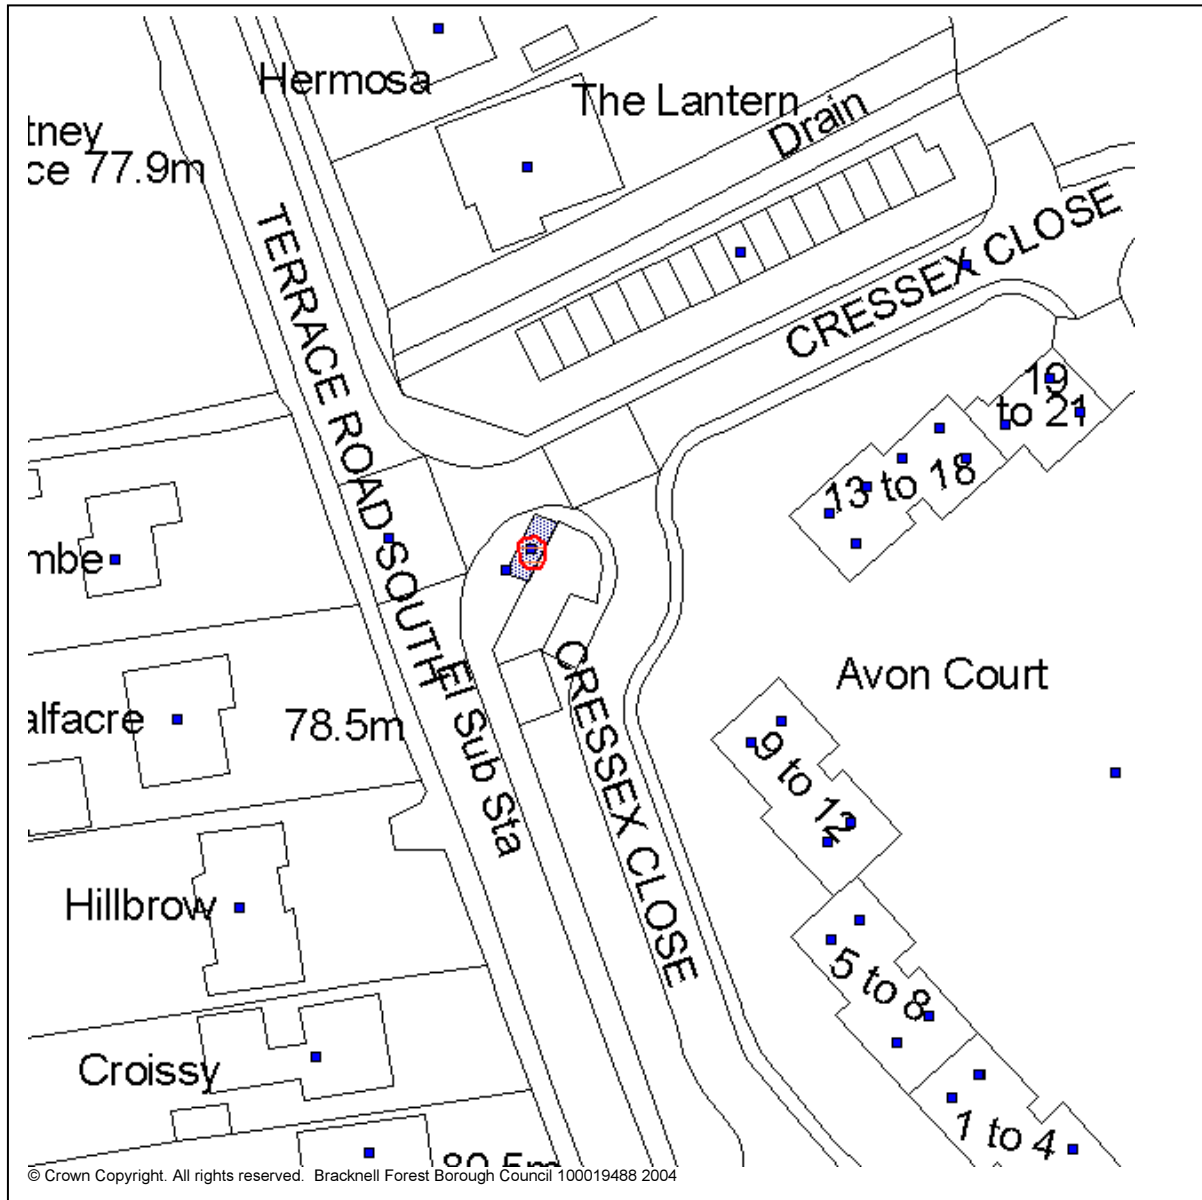 Hermosa
The Lantern
Drain
tney
ce 77.9m
TERRACE ROAD SOUTH
CRESSEX CLOSE
19
to 21
13 to 18
mbe
Avon Court
alfacre
78.5m
El Sub Sta
CRESSEX CLOSE
9 to 12
Hillbrow
5 to 8
Croissy
1 to 4
80.5m
© Crown Copyright. All rights reserved. Bracknell Forest Borough Council 100019488 2004